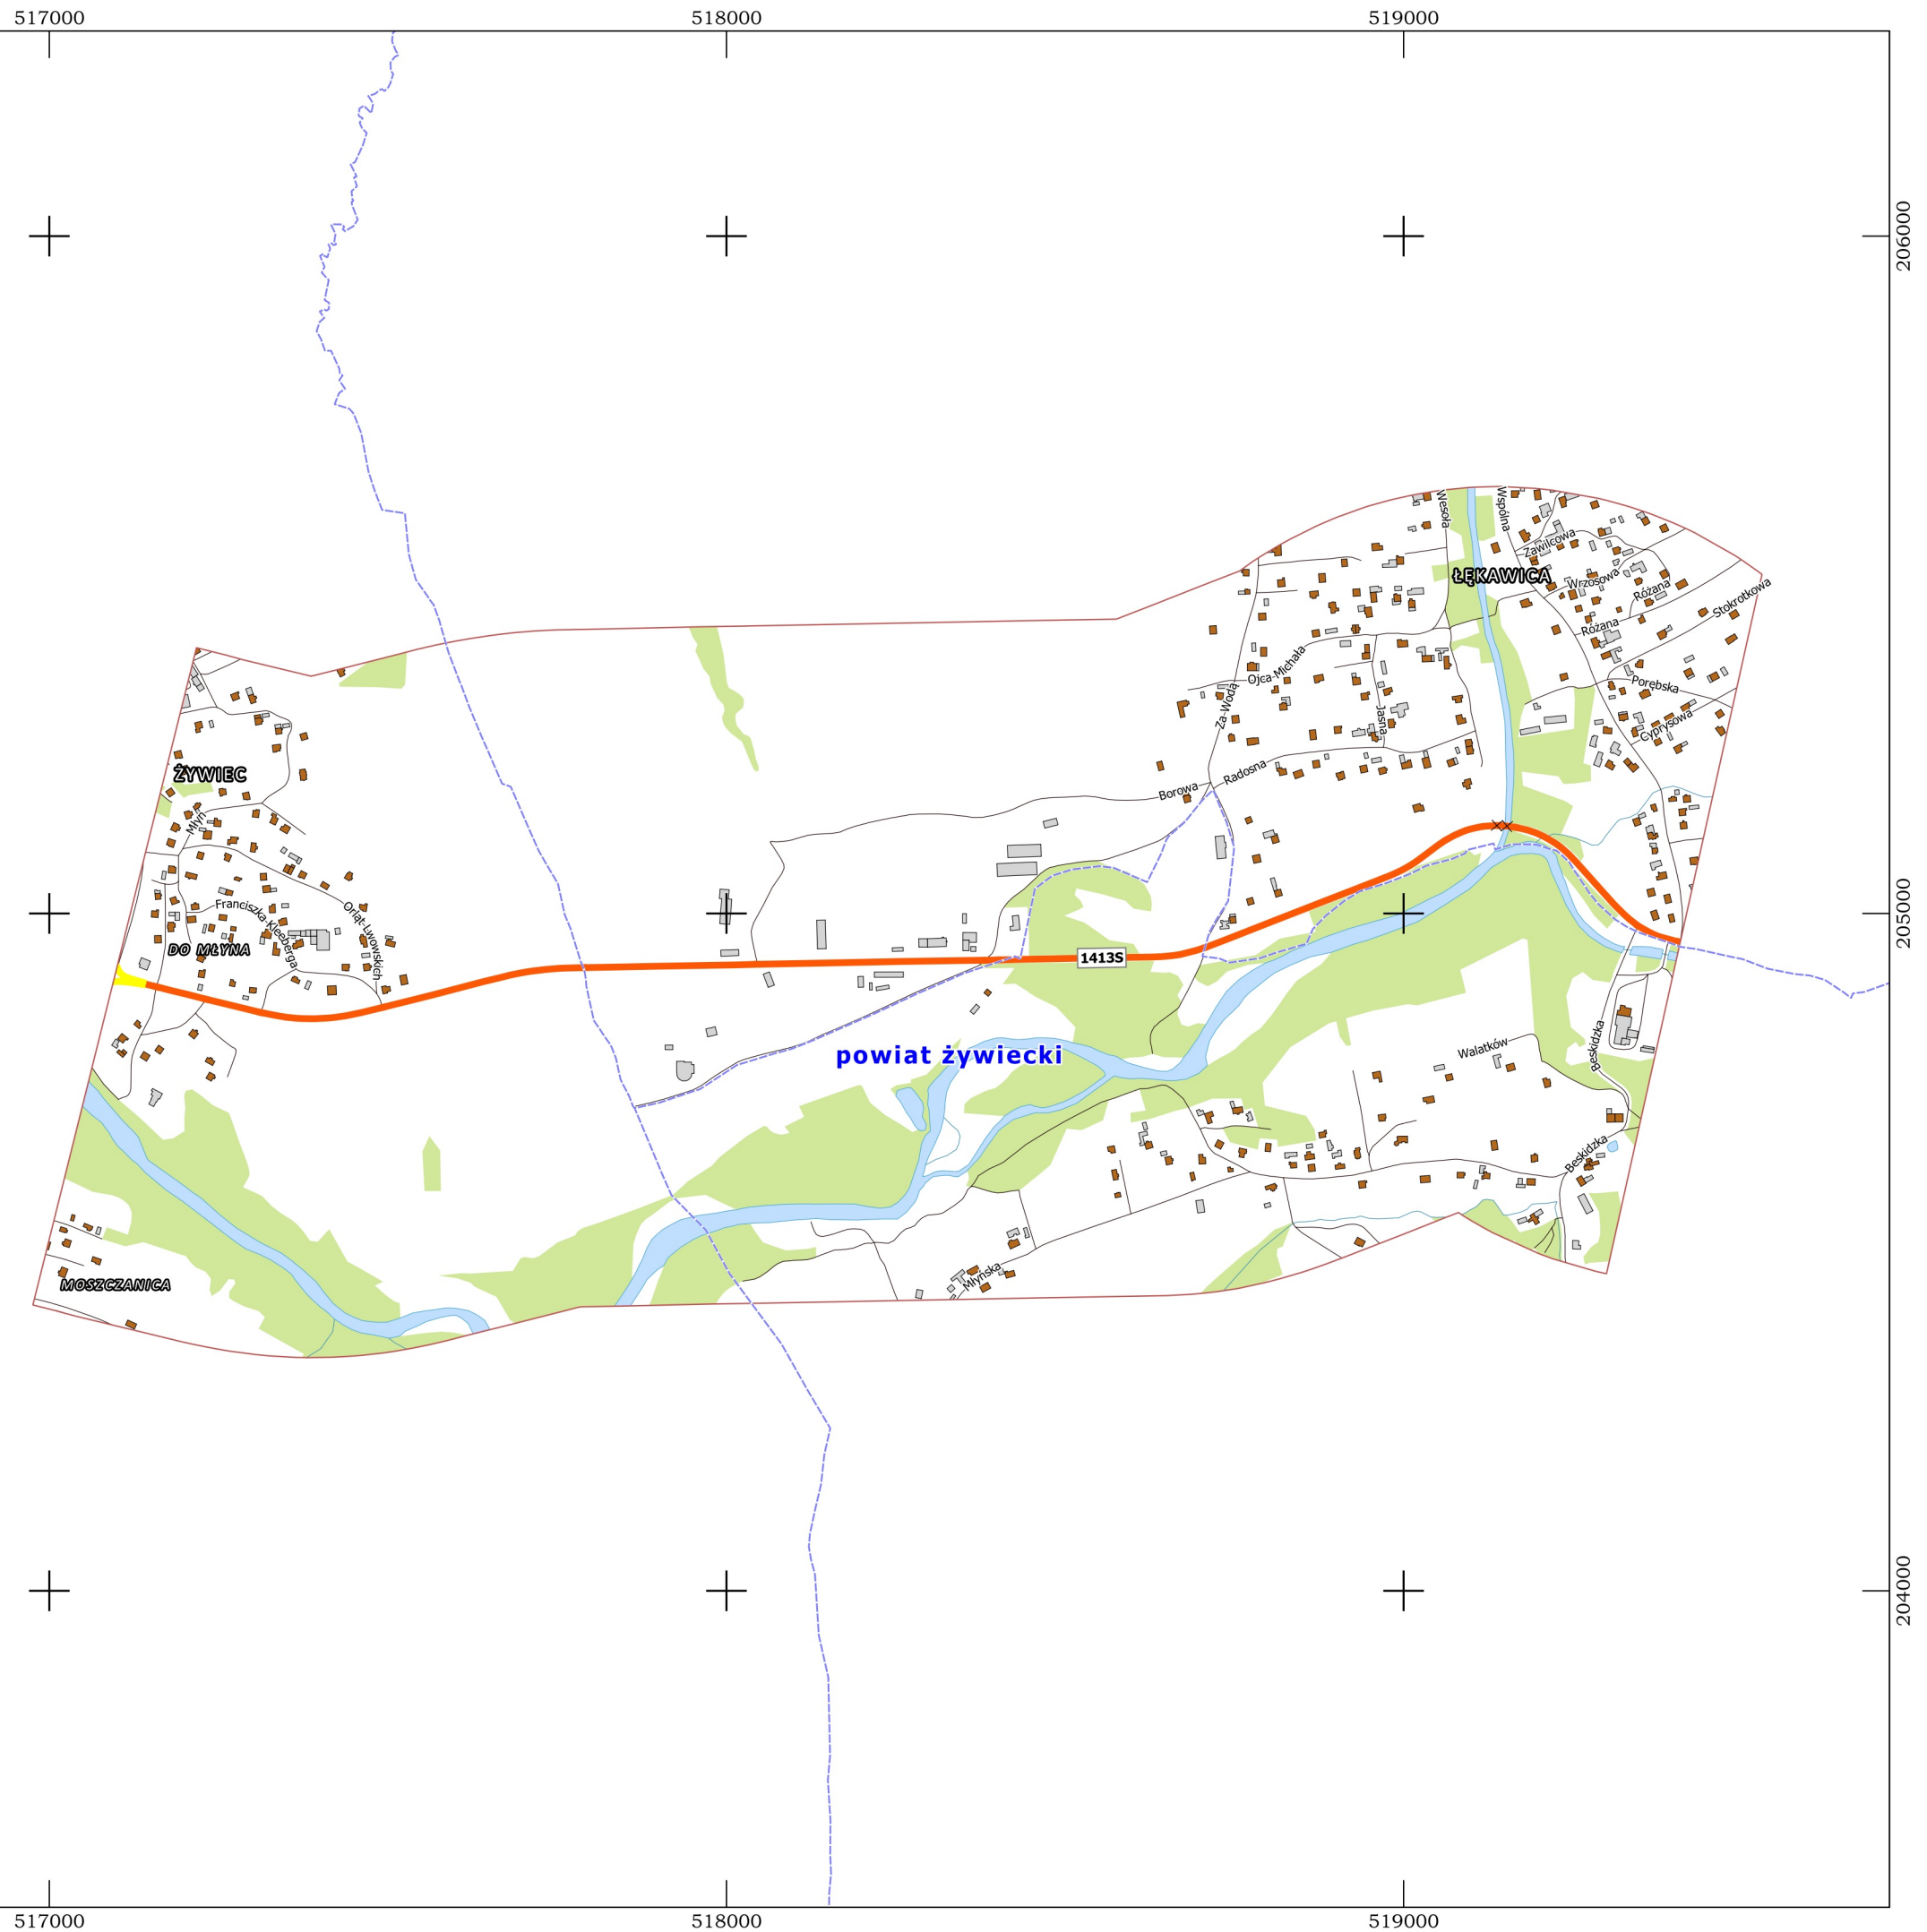 517000
518000
519000
206000
Wesoła
Wspólna
Zawilcowa
ŁĘKAWICA
Wrzosowa
Różana
Stokrotkowa
Różana
Ojca Michała
Porębska
Za Wodą
Jasna
Cyprysowa
ŻYWIEC
Radosna
Borowa
Młyn
205000
Franciszka Kleeberga
Orląt Lwowskich
DO MŁYNA
1413S
powiat żywiecki
Walatków
Beskidzka
Beskidzka
MOSZCZANICA
Młyńska
204000
517000
518000
519000